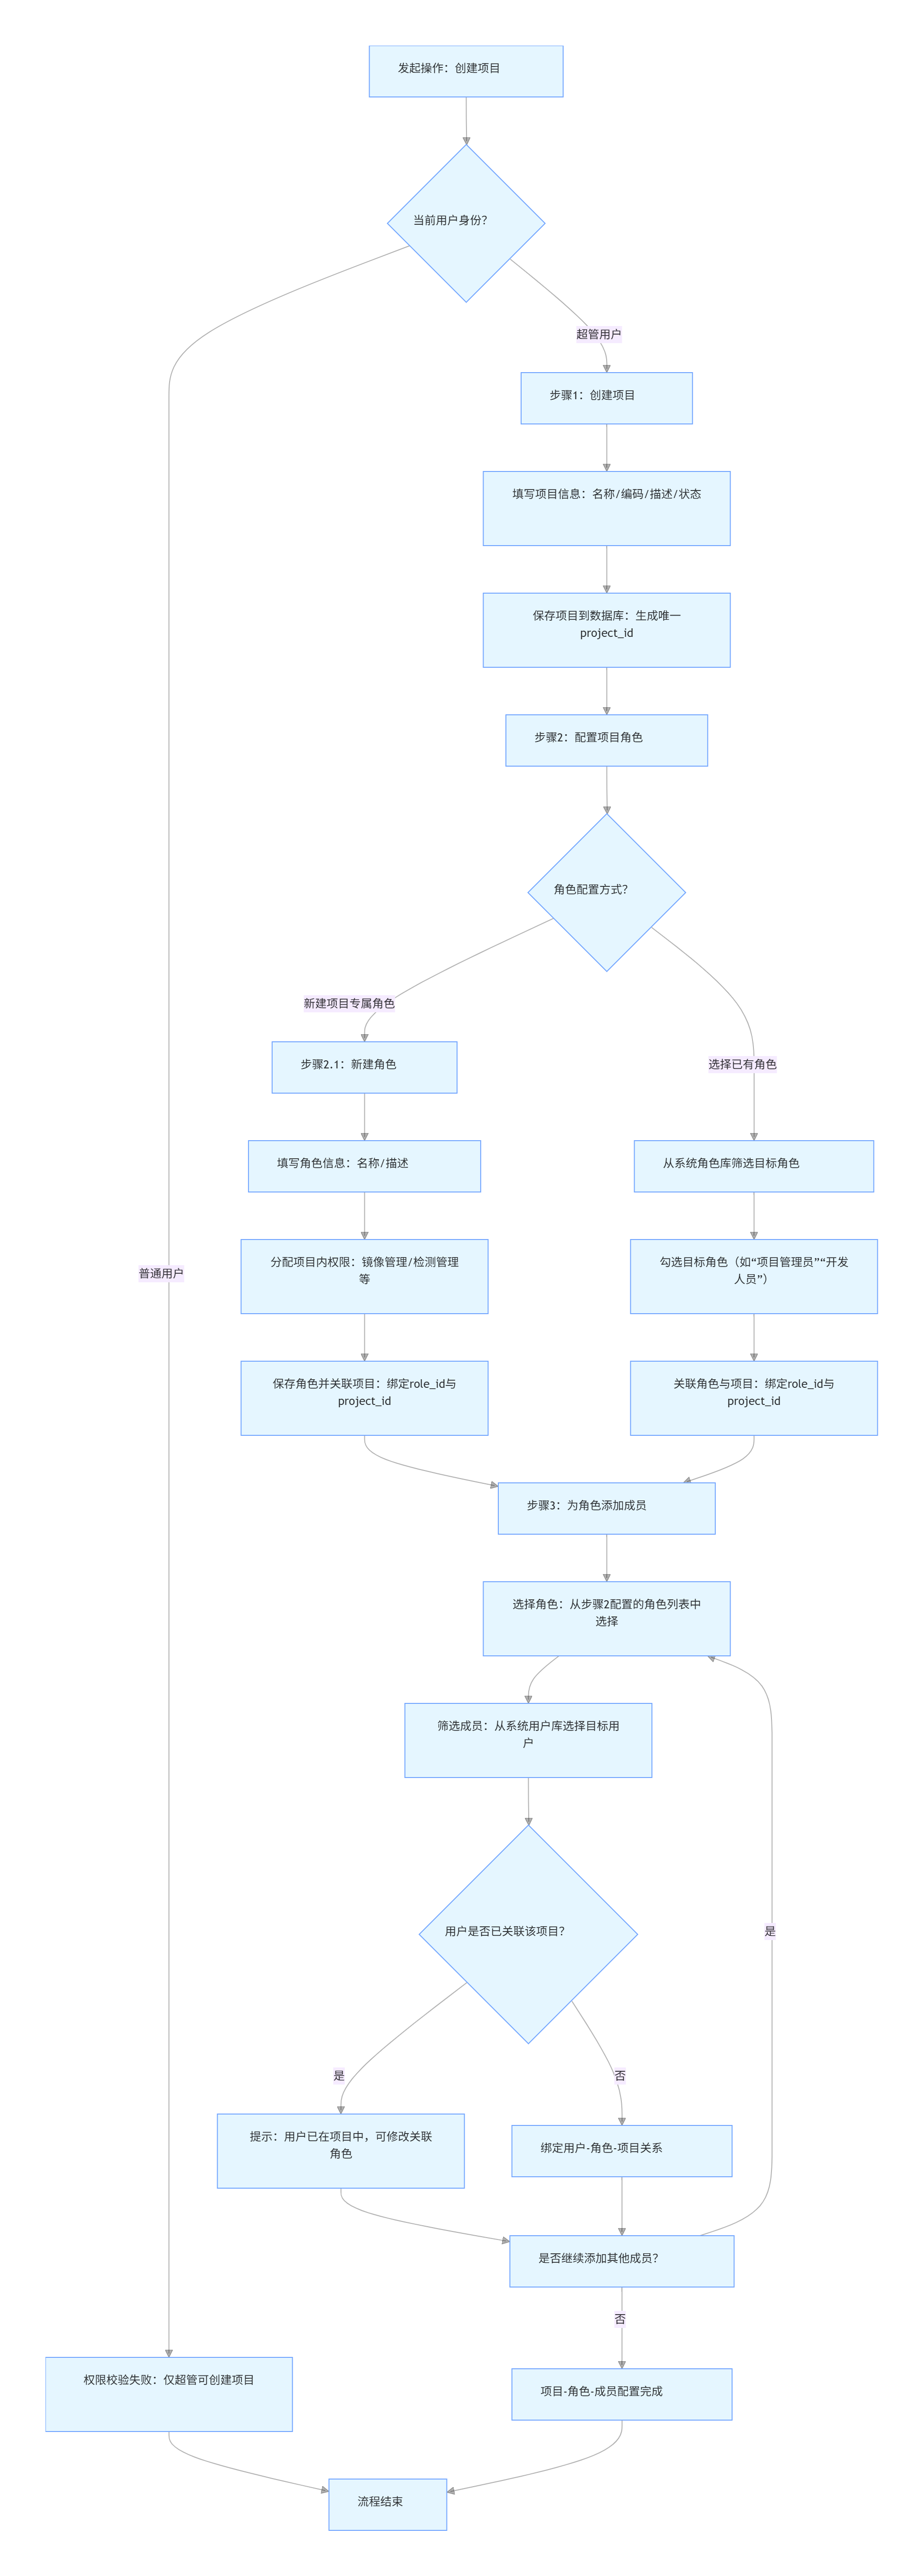 发起操作：创建项目
当前用户身份？
超管用户
步骤1：创建项目
填写项目信息：名称/编码/描述/状态
保存项目到数据库：生成唯一
project_id
步骤2：配置项目角色
角色配置方式？
新建项目专属角色
步骤2.1：新建角色
选择已有角色
填写角色信息：名称/描述
从系统角色库筛选目标角色
分配项目内权限：镜像管理/检测管理
等
勾选目标角色（如“项目管理员”“开发
人员”）
普通用户
保存角色并关联项目：绑定role_id与
project_id
关联角色与项目：绑定role_id与
project_id
步骤3：为角色添加成员
选择角色：从步骤2配置的角色列表中
选择
筛选成员：从系统用户库选择目标用
户
用户是否已关联该项目？
是
是
否
提示：用户已在项目中，可修改关联
角色
绑定用户-角色-项目关系
是否继续添加其他成员？
否
权限校验失败：仅超管可创建项目
项目-角色-成员配置完成
流程结束